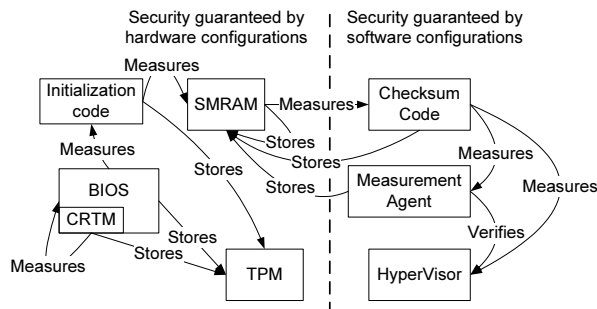 Security guaranteed by
hardware configurations
Security guaranteed by
software configurations
Measures
Initialization
code
SMRAM
Measures
Checksum
Code
Stores
Measures
Stores
Measures
Stores
Stores
Measurement
Agent
Measures
BIOS
CRTM
Stores
Stores
Verifies
Measures
TPM
HyperVisor